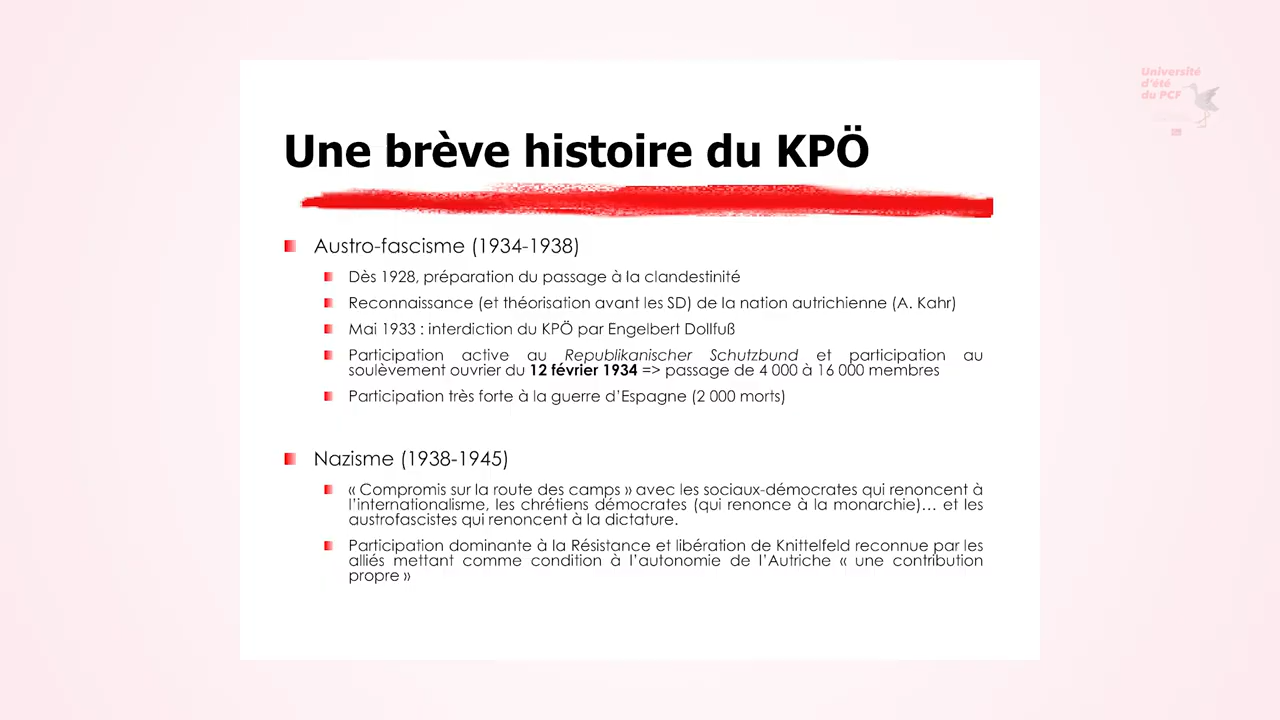 Université
d'été
du PCF
Une brève histoire du KPÖ
Austro-fascisme (1934-1938)
Dès 1928, préparation du passage à la clandestinité
Reconnaissance (et théorisation avant les SD) de la nation autrichienne (A. Kahr)
Mai 1933 : interdiction du KPÖ par Engelbert Dollfuß
Participation active au Republikanischer Schutzbund et participation au
soulèvement ouvrier du 12 février 1934 => passage de 4 000 à 16 000 membres
Participation très forte à la guerre d'Espagne (2 000 morts)
Nazisme (1938-1945)
« Compromis sur la route des camps » avec les sociaux-démocrates qui renoncent à
l'internationalisme, les chrétiens démocrates (qui renonce à la monarchie)… et les
austrofascistes qui renoncent à la dictature.
Participation dominante à la Résistance et libération de Knittelfeld reconnue par les
alliés mettant comme condition à l'autonomie de l'Autriche « une contribution
propre »